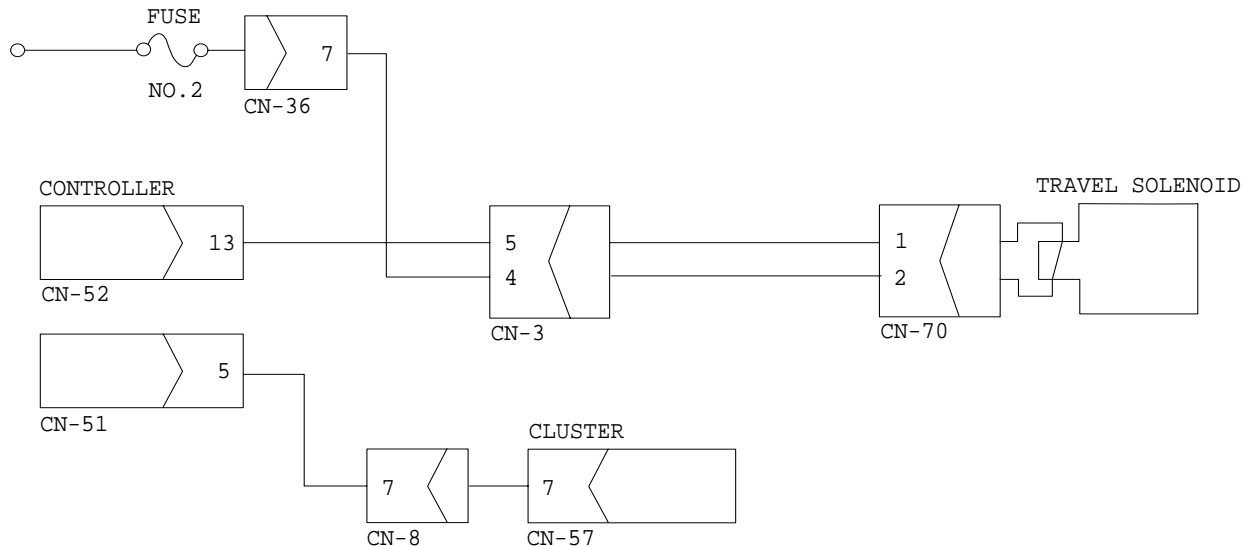 FUSE
NO.2
7
CN-36
CONTROLLER
13
CN-52
5
4
CN-3
1
2
CN-70
TRAVEL SOLENOID
5
CN-51
7
CN-8
CLUSTER
7
CN-57